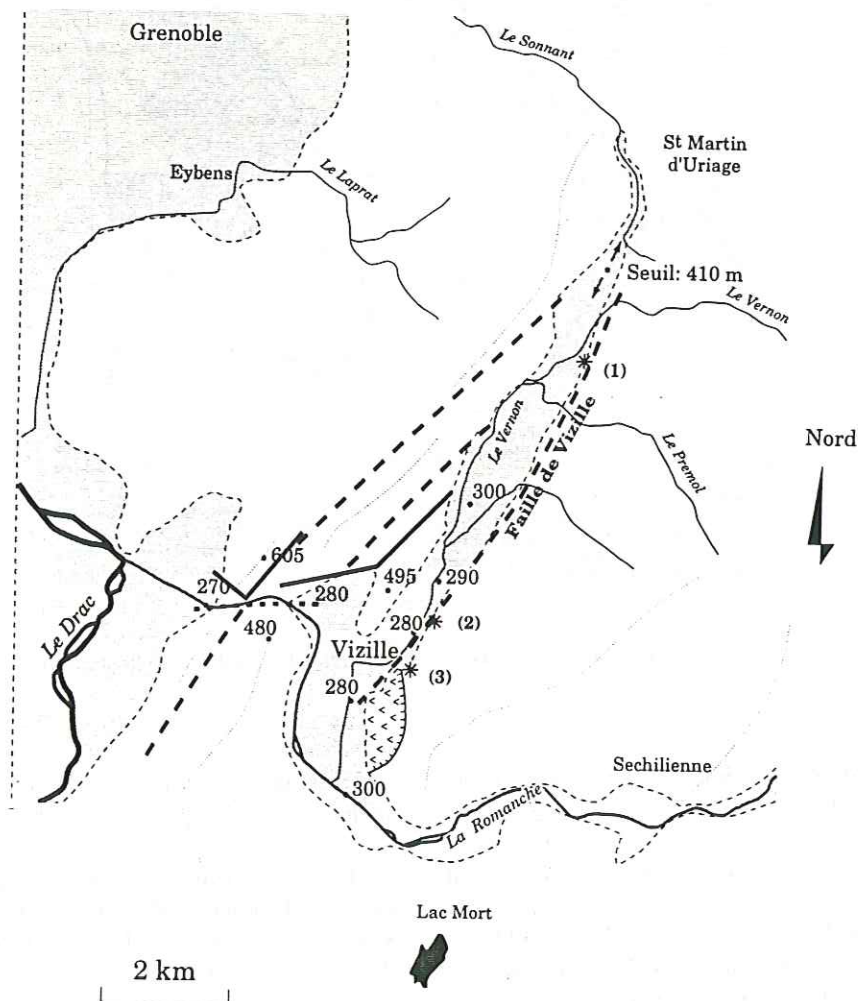 Grenoble
Le Sonnant
St Martin
d'Uriage
Eybens
Le Laprat
Seuil: 410 m
Le Vernon
(1)
Le Vernon
Faille de Vizille
Le Premol
Nord
300
605
270
280
495
290
480
280
(2)
Le Drac
Vizille
280
(3)
300
Sechilienne
La Romanche
Lac Mort
2 km